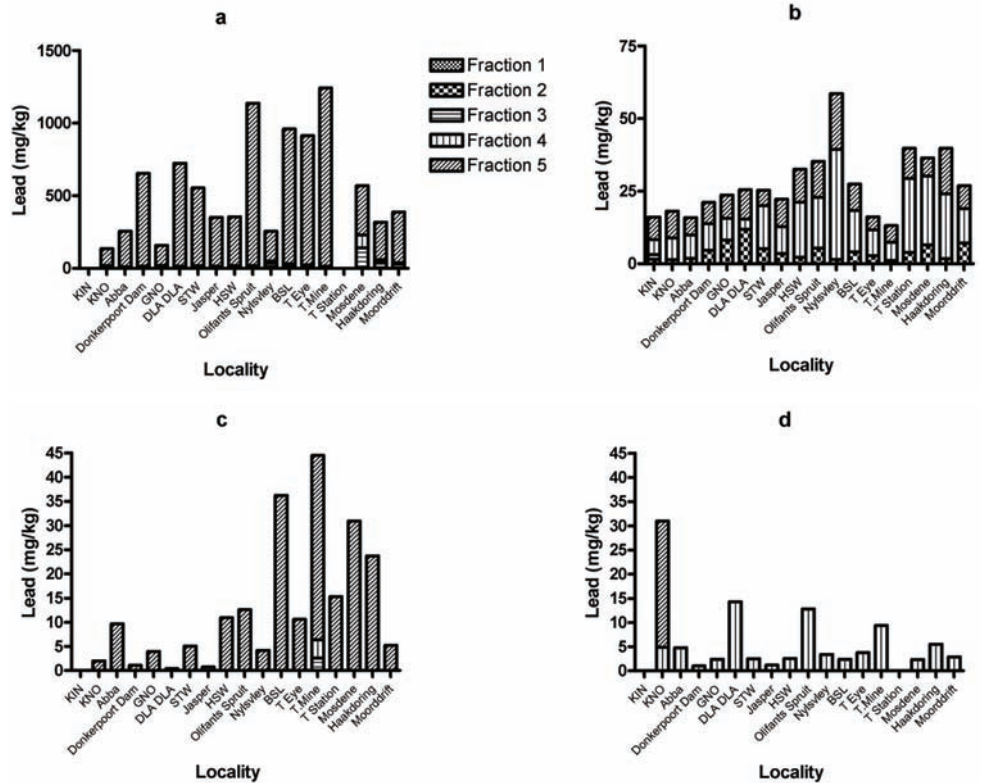 a
1500
1000
500
0
Lead (mg/kg)
KIN
KNO
Abba
Donkerpoort Dam
GNO
DLA DLA
STW
Jasper
HSW
Olifants Spruit
Nylsvley
BSL
T Eye
T.Mine
T Station
Mosdene
Haakdoring
Moorddrift
Locality
Fraction 1
Fraction 2
Fraction 3
Fraction 4
Fraction 5
b
75
50
25
0
Lead (mg/kg)
KIN
KNO
Abba
Donkerpoort Dam
GNO
DLA DLA
STW
Jasper
HSW
Olifants Spruit
Nylsvley
BSL
T Eye
T.Mine
T Station
Mosdene
Haakdoring
Moorddrift
Locality
c
45
40
35
30
25
20
15
10
5
0
Lead (mg/kg)
KIN
KNO
Abba
Donkerpoort Dam
GNO
DLA DLA
STW
Jasper
HSW
Olifants Spruit
Nylsvley
BSL
T Eye
T.Mine
T Station
Mosdene
Haakdoring
Moorddrift
Locality
d
45
40
35
30
25
20
15
10
5
0
Lead (mg/kg)
KIN
KNO
Abba
Donkerpoort Dam
GNO
DLA DLA
STW
Jasper
HSW
Olifants Spruit
Nylsvley
BSL
T Eye
T.Mine
T Station
Mosdene
Haakdoring
Moorddrift
Locality